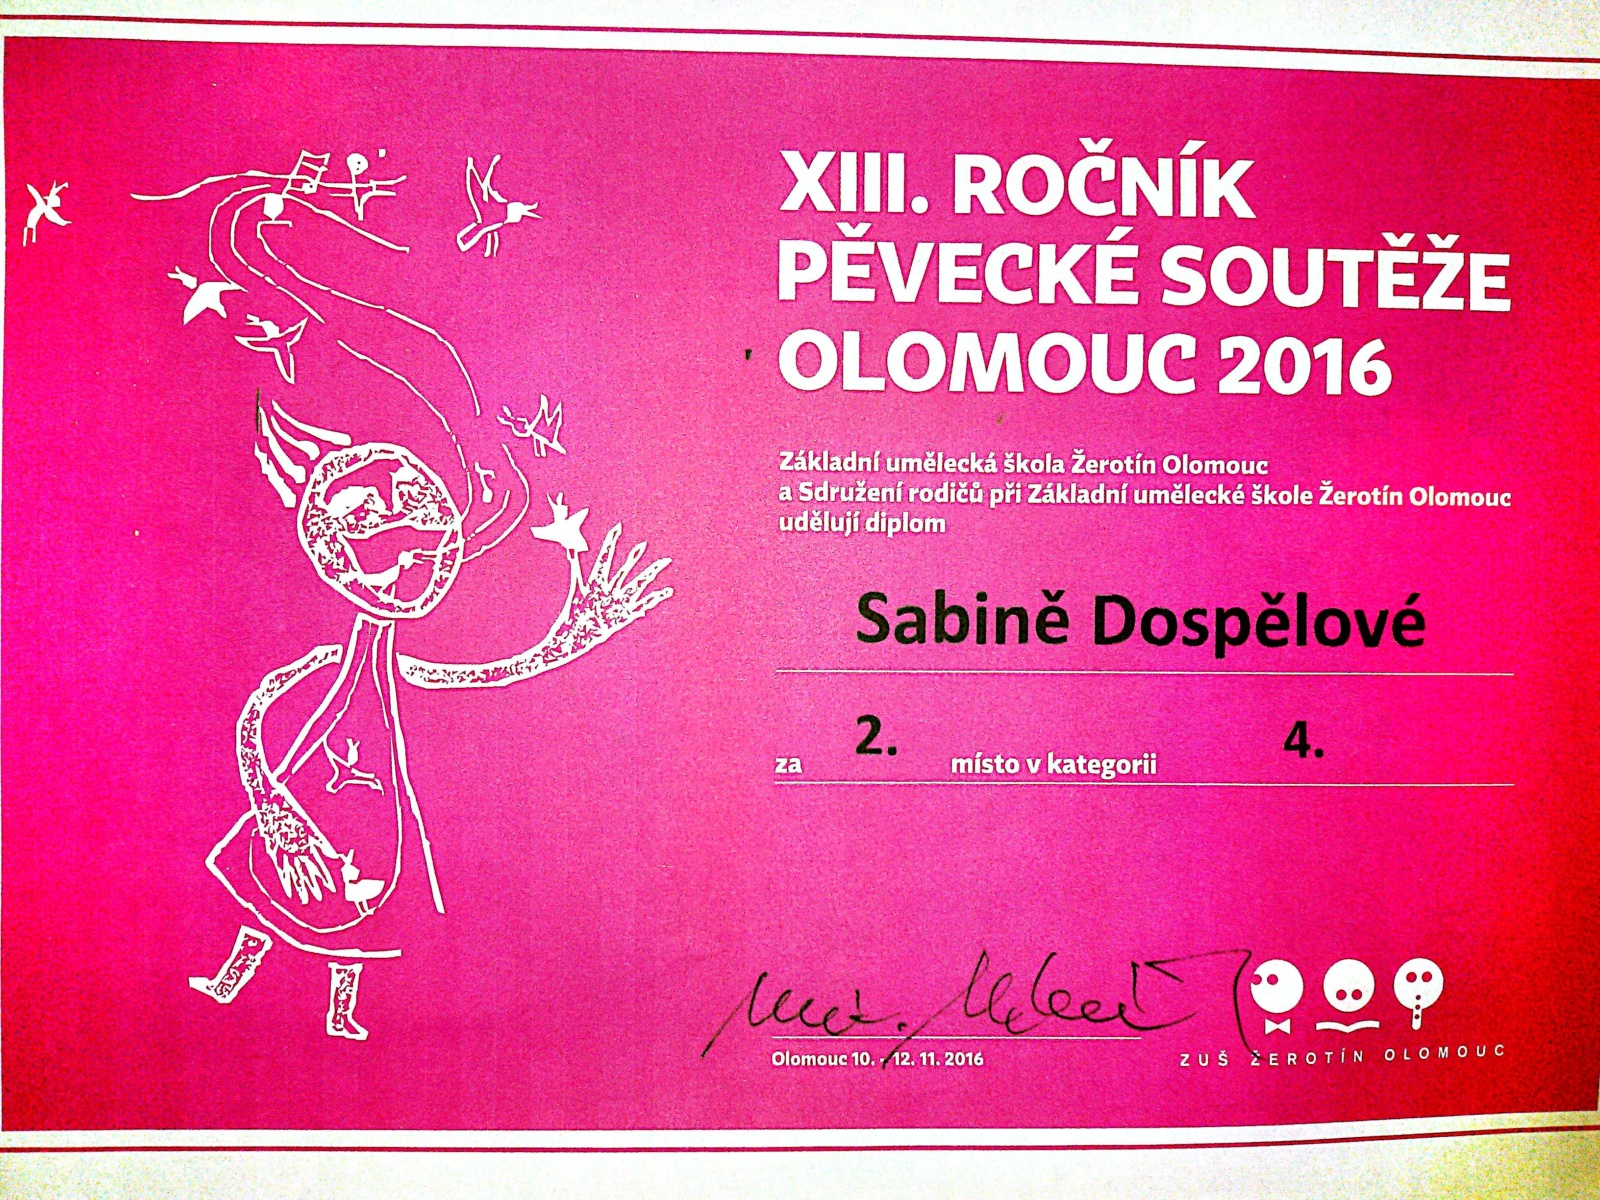 XIII. ROČNÍK
PĚVECKÉ SOUTĚŽE
OLOMOUC 2016
Základní umělecká škola Žerotín Olomouc
a Sdružení rodičů při Základní umělecké škole Žerotín Olomouc
udělují diplom
Sabině Dospělové
za 2. místo v kategorii 4.
Olomouc 10. - 12. 11. 2016
ZUŠ ŽEROTÍN OLOMOUC